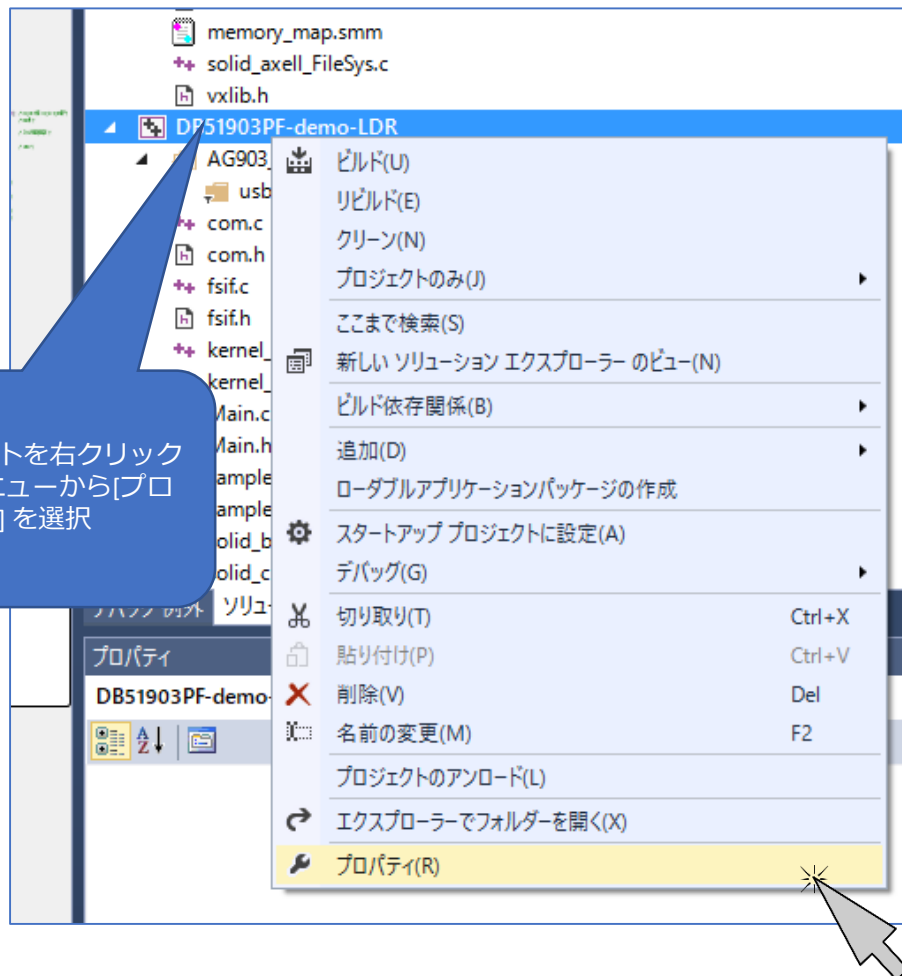 memory_map.smm
solid_axell_FileSys.c
vxlib.h
DB51903PF-demo-LDR
AG903_
usb
com.c
com.h
fsif.c
fsif.h
kernel_
kernel_
Main.c
Main.h
ample
ample
olid_b
olid_c
トを右クリック
ニューから[プロ
] を選択
ビルド(U)
リビルド(E)
クリーン(N)
プロジェクトのみ(J)
ここまで検索(S)
新しい ソリューション エクスプローラー のビュー(N)
ビルド依存関係(B)
追加(D)
ローダブルアプリケーションパッケージの作成
スタートアップ プロジェクトに設定(A)
デバッグ(G)
切り取り(T) Ctrl+X
貼り付け(P) Ctrl+V
削除(V) Del
名前の変更(M) F2
プロジェクトのアンロード(L)
エクスプローラーでフォルダーを開く(X)
プロパティ(R)
デバッグ例外 ソリュー
プロパティ
DB51903PF-demo-